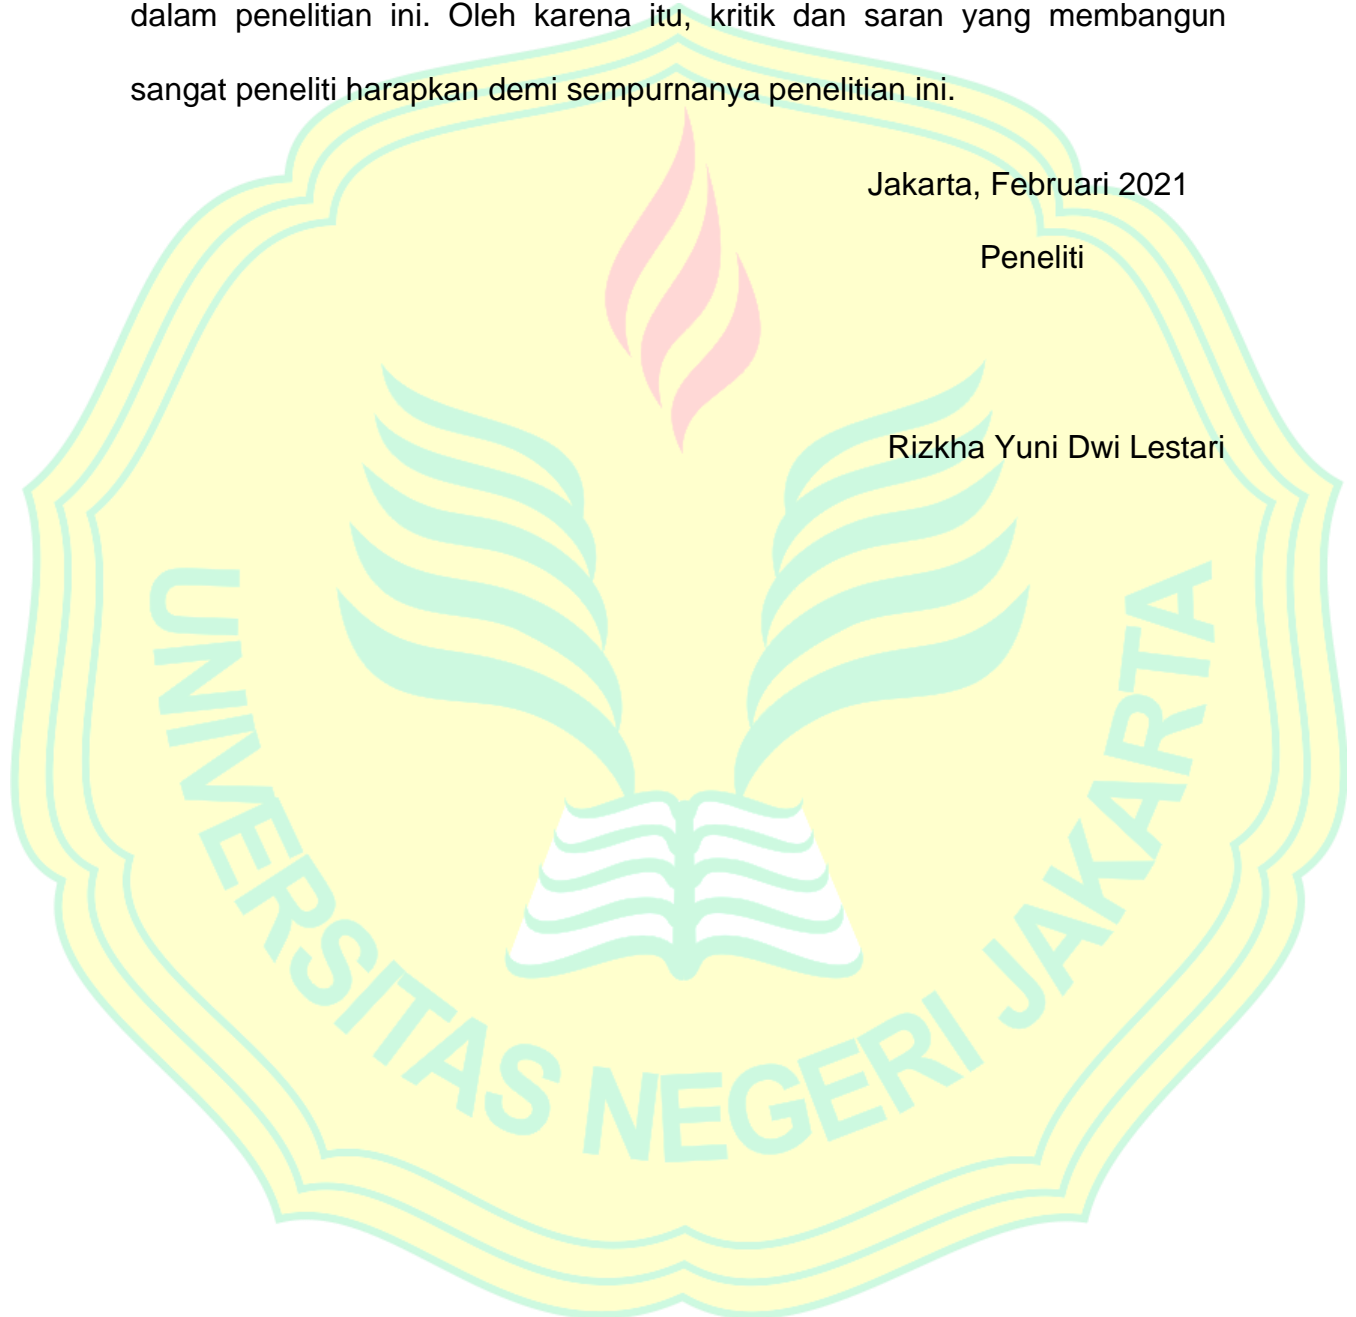 dalam penelitian ini. Oleh karena itu, kritik dan saran yang membangun
sangat peneliti harapkan demi sempurnanya penelitian ini.
Jakarta, Februari 2021
Peneliti
Rizkha Yuni Dwi Lestari
UNIVERSITAS NEGERI JAKARTA